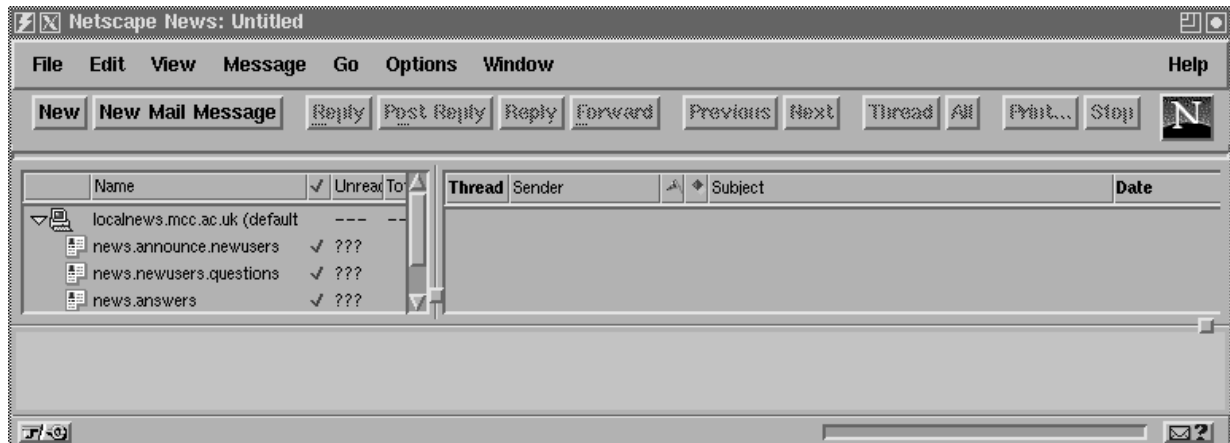 Netscape News: Untitled
File Edit View Message Go Options Window Help
New New Mail Message Reply Post Reply Reply Forward Previous Next Thread All Print... Stop N
Name Unread Tot Thread Sender Subject Date
localnews.mcc.ac.uk (default --- --
news.announce.newusers ???
news.newusers.questions ???
news.answers ???
?